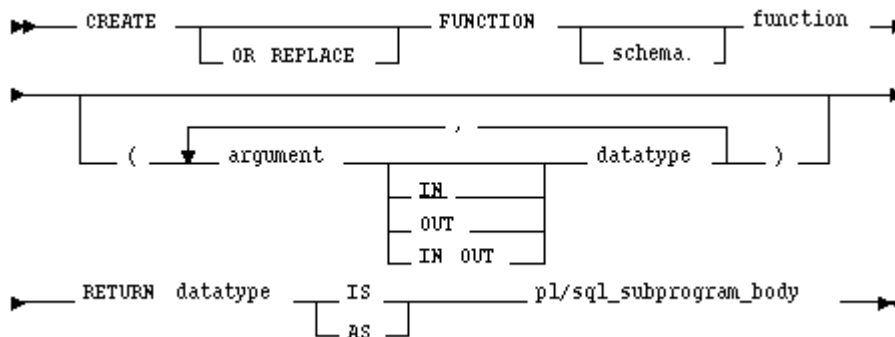 CREATE FUNCTION function
OR REPLACE schema.
,
( argument datatype )
IN
OUT
IN OUT
RETURN datatype IS pl/sql_subprogram_body
AS